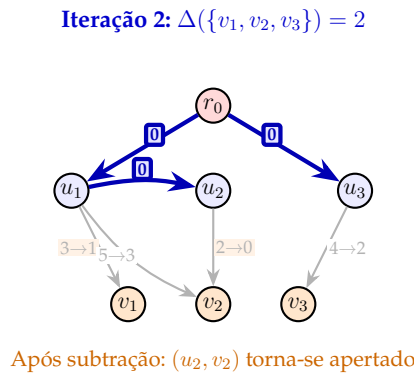 Iteração 2: Δ({v₁, v₂, v₃}) = 2
r₀
0 0
0
u₁ u₂ u₃
3→1 5→3 2→0 4→2
v₁ v₂ v₃
Após subtração: (u₂, v₂) torna-se apertado